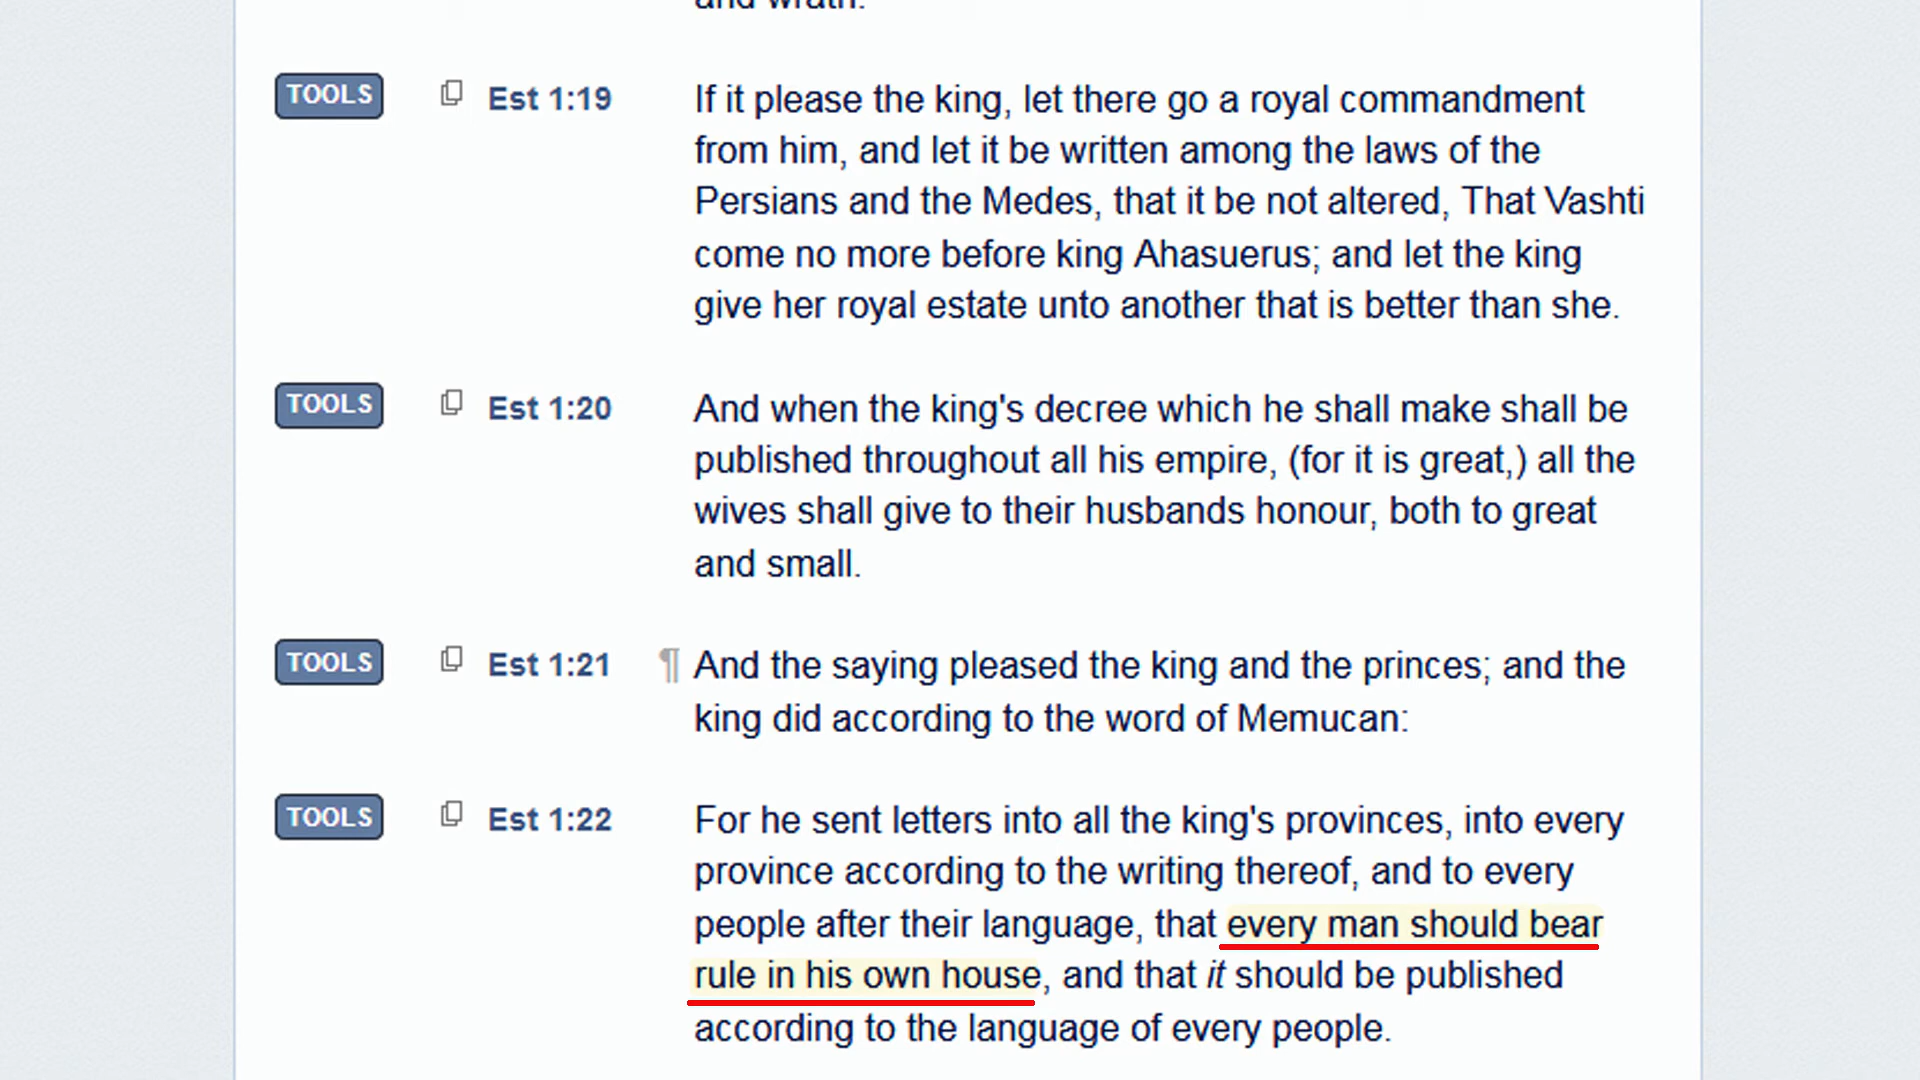 and wrath.
TOOLS Est 1:19 If it please the king, let there go a royal commandment
from him, and let it be written among the laws of the
Persians and the Medes, that it be not altered, That Vashti
come no more before king Ahasuerus; and let the king
give her royal estate unto another that is better than she.
TOOLS Est 1:20 And when the king's decree which he shall make shall be
published throughout all his empire, (for it is great,) all the
wives shall give to their husbands honour, both to great
and small.
TOOLS Est 1:21 ¶ And the saying pleased the king and the princes; and the
king did according to the word of Memucan:
TOOLS Est 1:22 For he sent letters into all the king's provinces, into every
province according to the writing thereof, and to every
people after their language, that every man should bear
rule in his own house, and that it should be published
according to the language of every people.